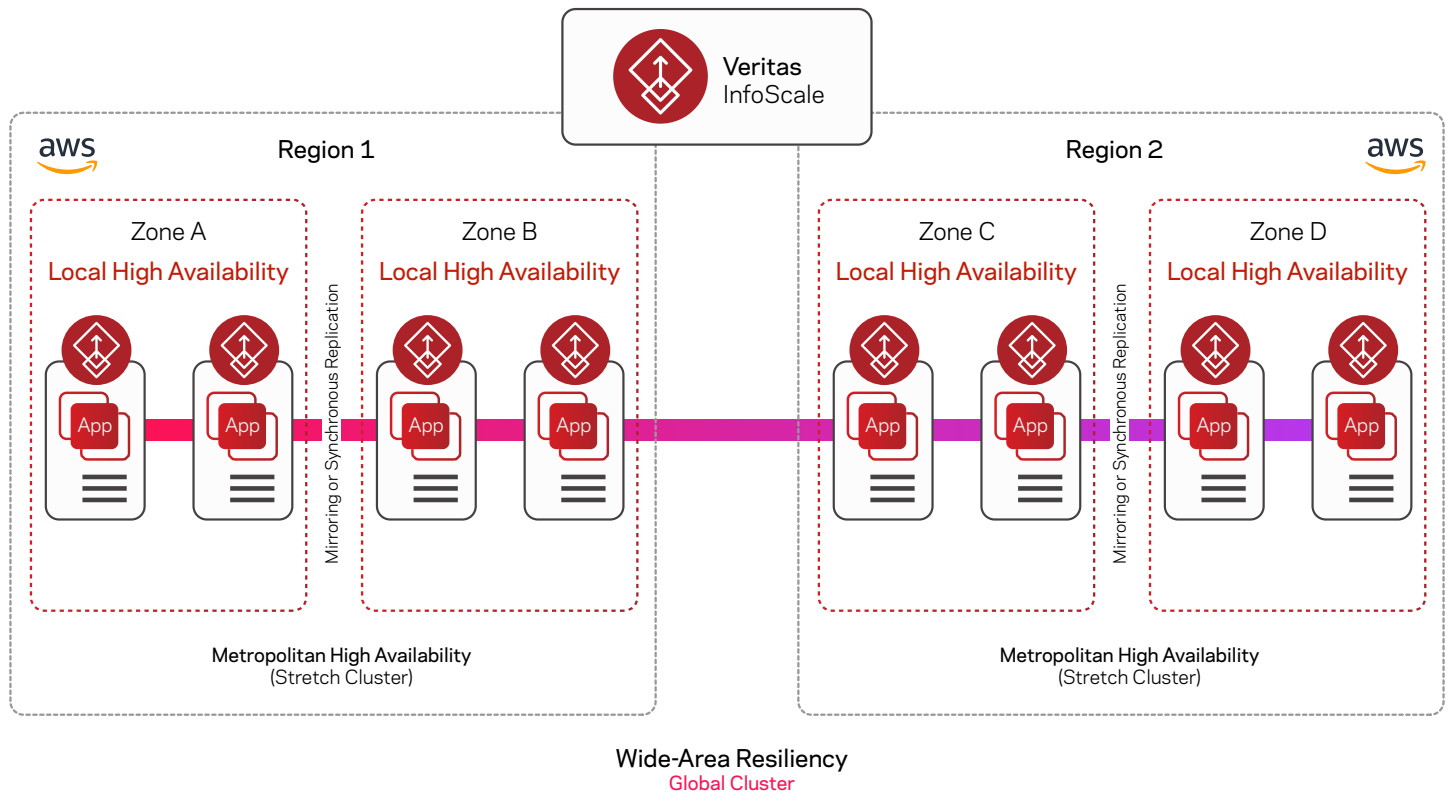 Veritas
InfoScale
aws
Region 1
Region 2
aws
Zone A
Local High Availability
Zone B
Local High Availability
Zone C
Local High Availability
Zone D
Local High Availability
App
App
Mirroring or Synchronous Replication
App
App
App
App
Mirroring or Synchronous Replication
App
App
Metropolitan High Availability
(Stretch Cluster)
Metropolitan High Availability
(Stretch Cluster)
Wide-Area Resiliency
Global Cluster